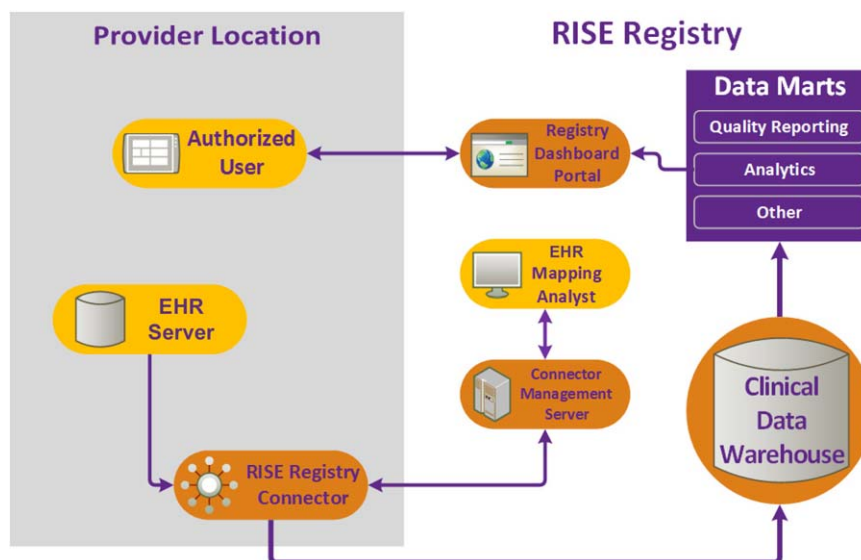 Provider Location
RISE Registry
Data Marts
Quality Reporting
Analytics
Other
Authorized
User
Registry
Dashboard
Portal
EHR
Mapping
Analyst
EHR
Server
Connector
Management
Server
Clinical
Data
Warehouse
RISE Registry
Connector